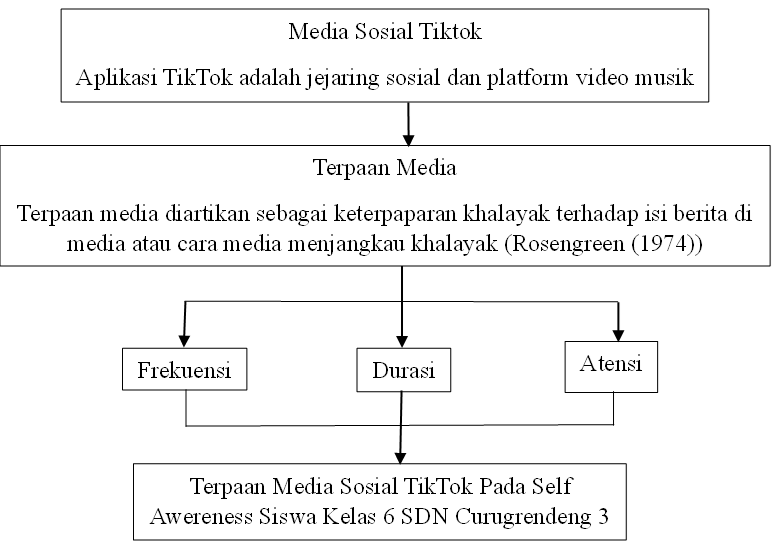 Media Sosial Tiktok
Aplikasi TikTok adalah jejaring sosial dan platform video musik
Terpaan Media
Terpaan media diartikan sebagai keterpaparan khalayak terhadap isi berita di
media atau cara media menjangkau khalayak (Rosengreen (1974))
Frekuensi
Durasi
Atensi
Terpaan Media Sosial TikTok Pada Self
Awereness Siswa Kelas 6 SDN Curugrendeng 3